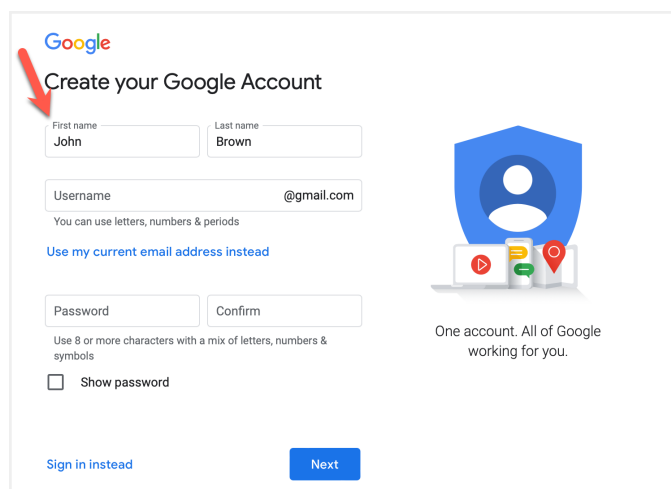 Google
Create your Google Account
First name
Last name
John
Brown
Username
@gmail.com
You can use letters, numbers & periods
Use my current email address instead
Password
Confirm
Use 8 or more characters with a mix of letters, numbers &
symbols
Show password
One account. All of Google
working for you.
Sign in instead
Next